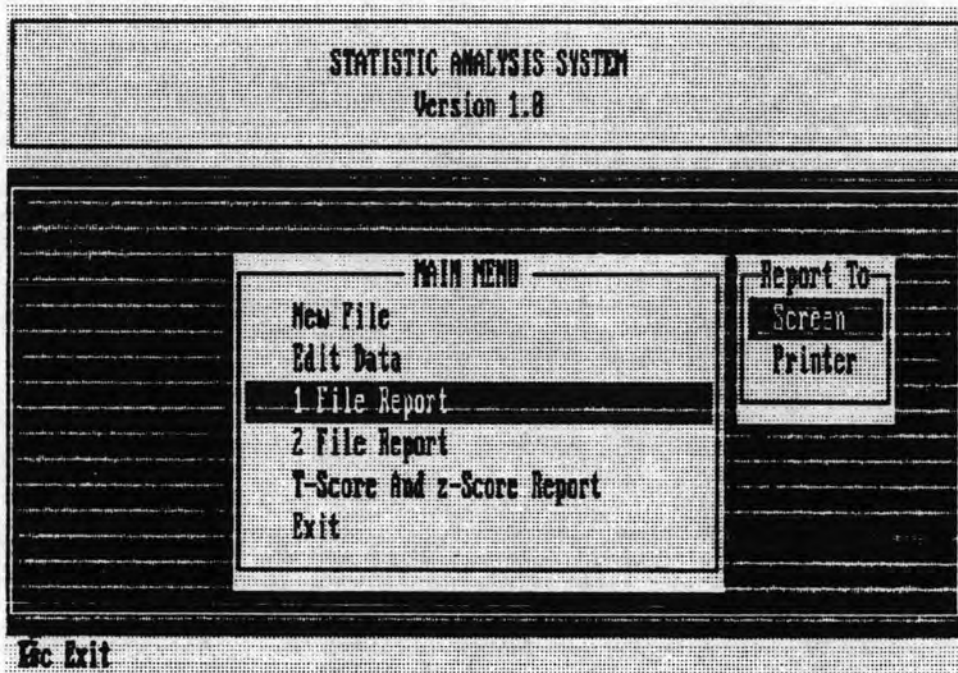 STATISTIC ANALYSIS SYSTEM
Version 1.0
MAIN MENU
New File
Edit Data
1 File Report
2 File Report
T-Score And z-Score Report
Exit
Report To
Screen
Printer
Esc Exit